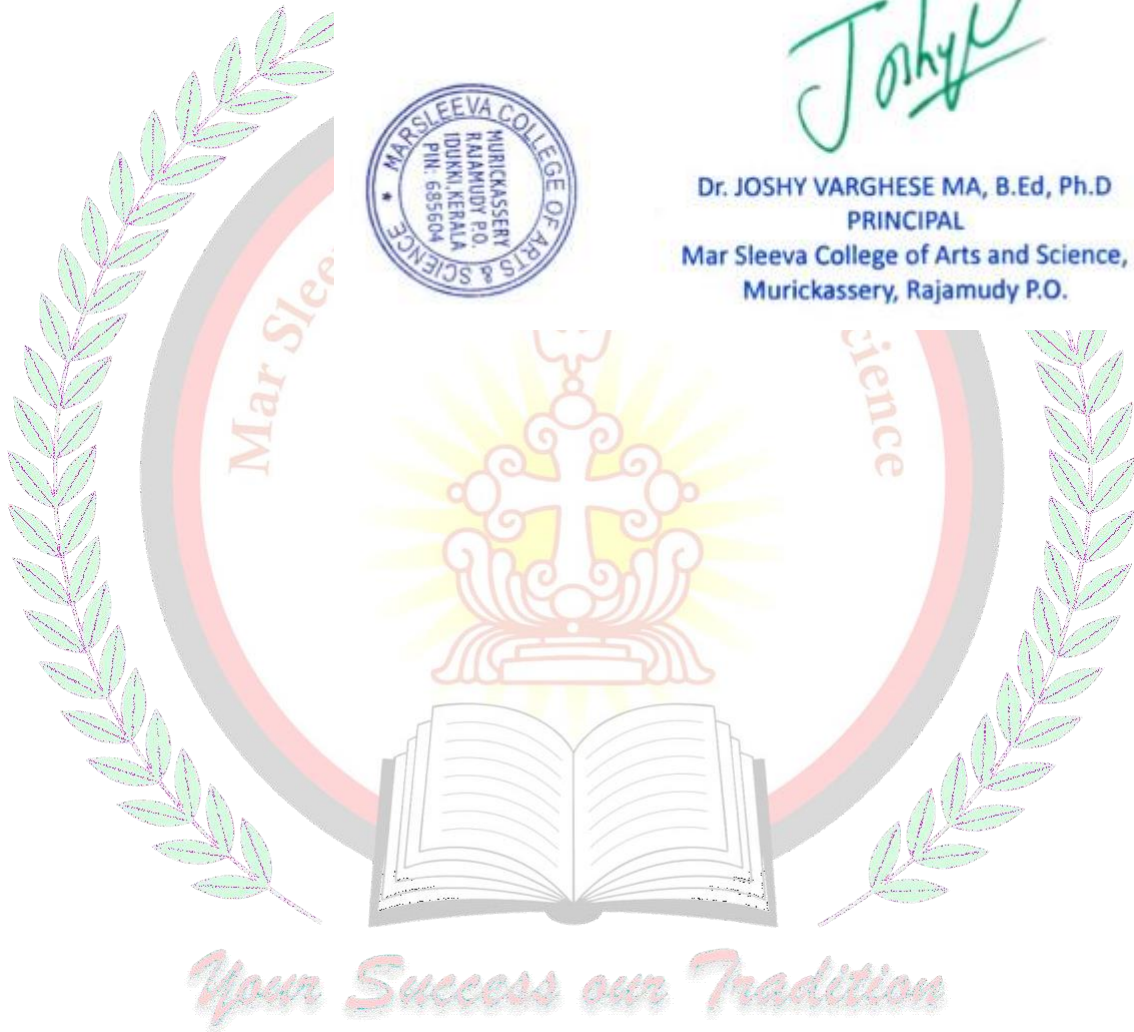 Joshy
MARSLEEVA COLLEGE OF ARTS & SCIENCE *
MURICKASSERY
RAJAMUDY P.O.
IDUKKI, KERALA
PIN: 685604
Dr. JOSHY VARGHESE MA, B.Ed, Ph.D
PRINCIPAL
Mar Sleeva College of Arts and Science,
Murickassery, Rajamudy P.O.
Mar Slee
cience
Your Success our Tradition